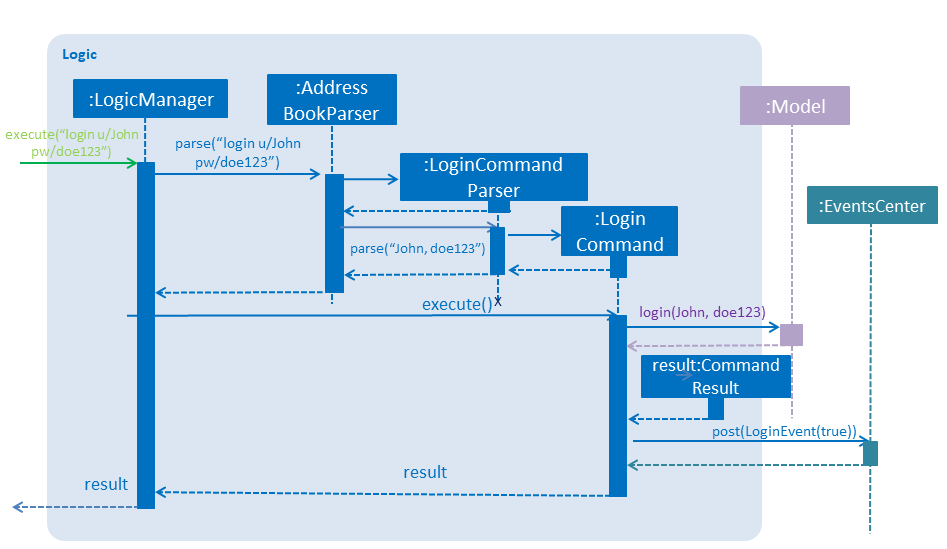 Logic
:LogicManager
:Address
BookParser
:Model
execute(“login u/John
pw/doe123”)
parse(“login u/John
pw/doe123”)
:LoginCommand
Parser
:EventsCenter
:Login
Command
parse(“John, doe123”)
execute()
X
login(John, doe123)
result:Command
Result
post(LoginEvent(true))
result
result